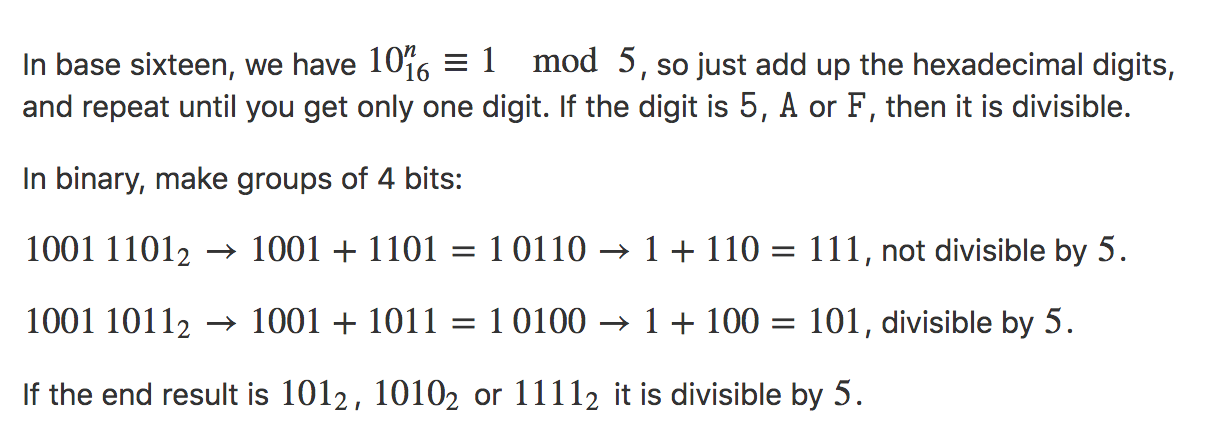 In base sixteen, we have 10ⁿ₁₆ ≡ 1 mod 5, so just add up the hexadecimal digits,
and repeat until you get only one digit. If the digit is 5, A or F, then it is divisible.
In binary, make groups of 4 bits:
1001 1101₂ → 1001 + 1101 = 1 0110 → 1 + 110 = 111, not divisible by 5.
1001 1011₂ → 1001 + 1011 = 1 0100 → 1 + 100 = 101, divisible by 5.
If the end result is 101₂, 1010₂ or 1111₂ it is divisible by 5.